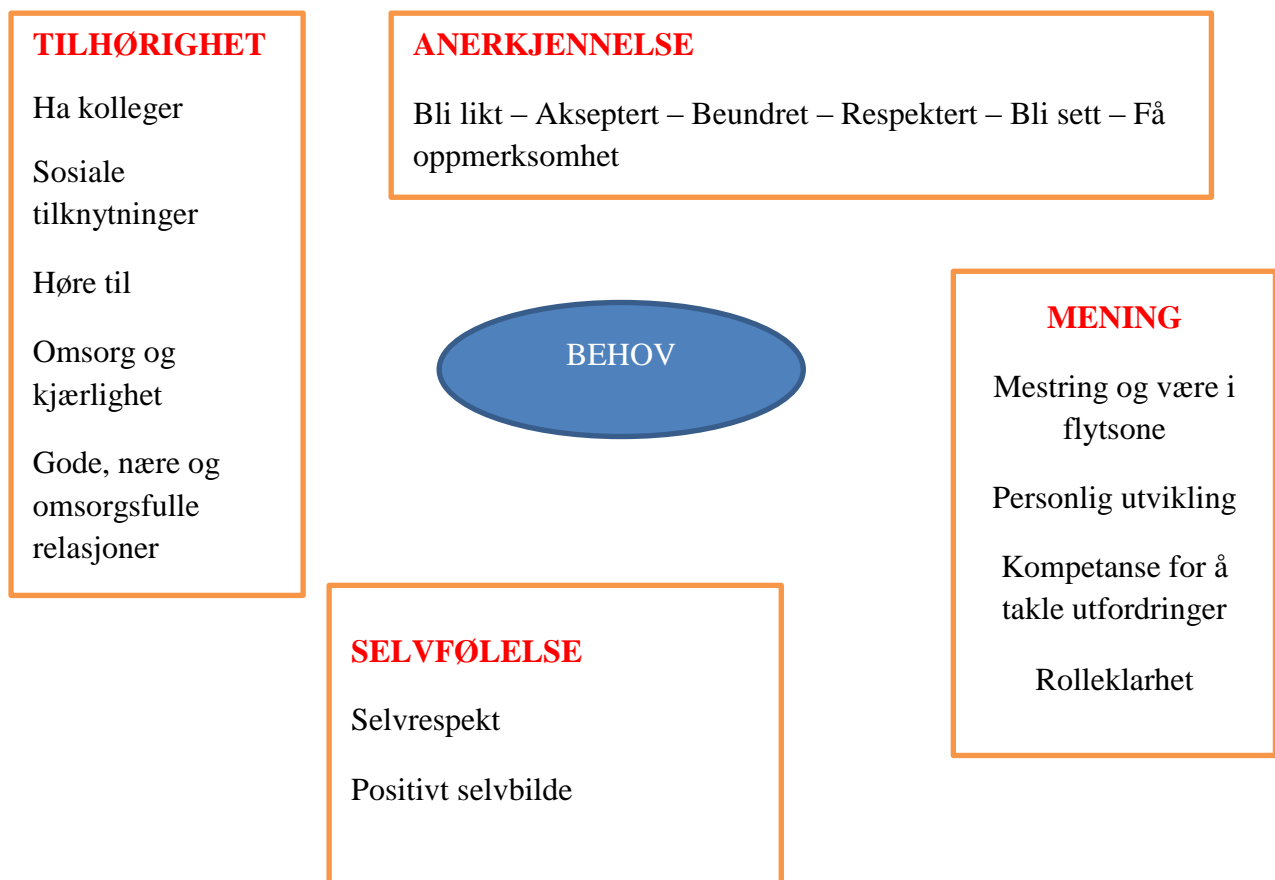 TILHØRIGHET
Ha kolleger
Sosiale
tilknytninger
Høre til
Omsorg og
kjærlighet
Gode, nære og
omsorgsfulle
relasjoner
ANERKJENNELSE
Bli likt – Akseptert – Beundret – Respektert – Bli sett – Få
oppmerksomhet
BEHOV
MENING
Mestring og være i
flytsone
Personlig utvikling
Kompetanse for å
takle utfordringer
Rolleklarhet
SELVFØLELSE
Selvrespekt
Positivt selvbilde